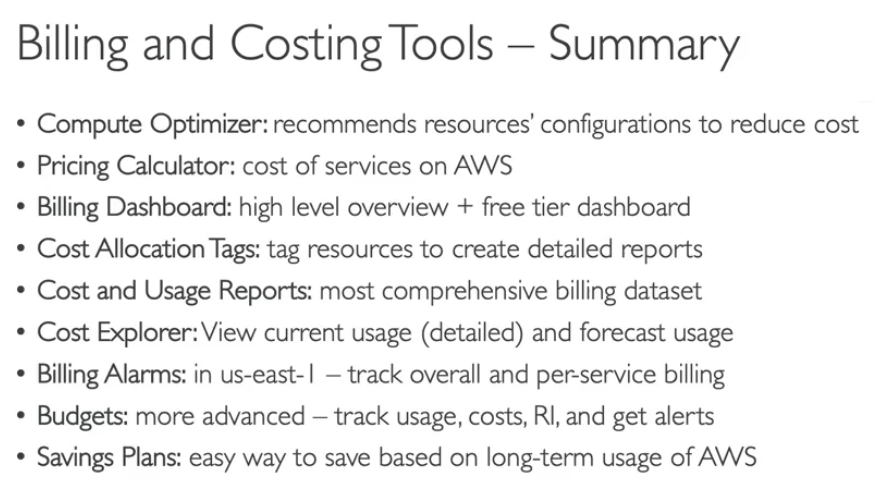 Billing and Costing Tools – Summary
• Compute Optimizer: recommends resources' configurations to reduce cost
• Pricing Calculator: cost of services on AWS
• Billing Dashboard: high level overview + free tier dashboard
• Cost Allocation Tags: tag resources to create detailed reports
• Cost and Usage Reports: most comprehensive billing dataset
• Cost Explorer: View current usage (detailed) and forecast usage
• Billing Alarms: in us-east-1 – track overall and per-service billing
• Budgets: more advanced – track usage, costs, RI, and get alerts
• Savings Plans: easy way to save based on long-term usage of AWS